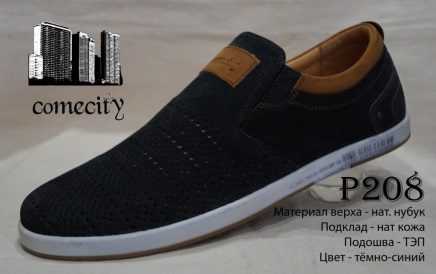 comecity
P208
Материал верха - нат. нубук
Подклад - нат кожа
Подошва - ТЭП
Цвет - тёмно-синий